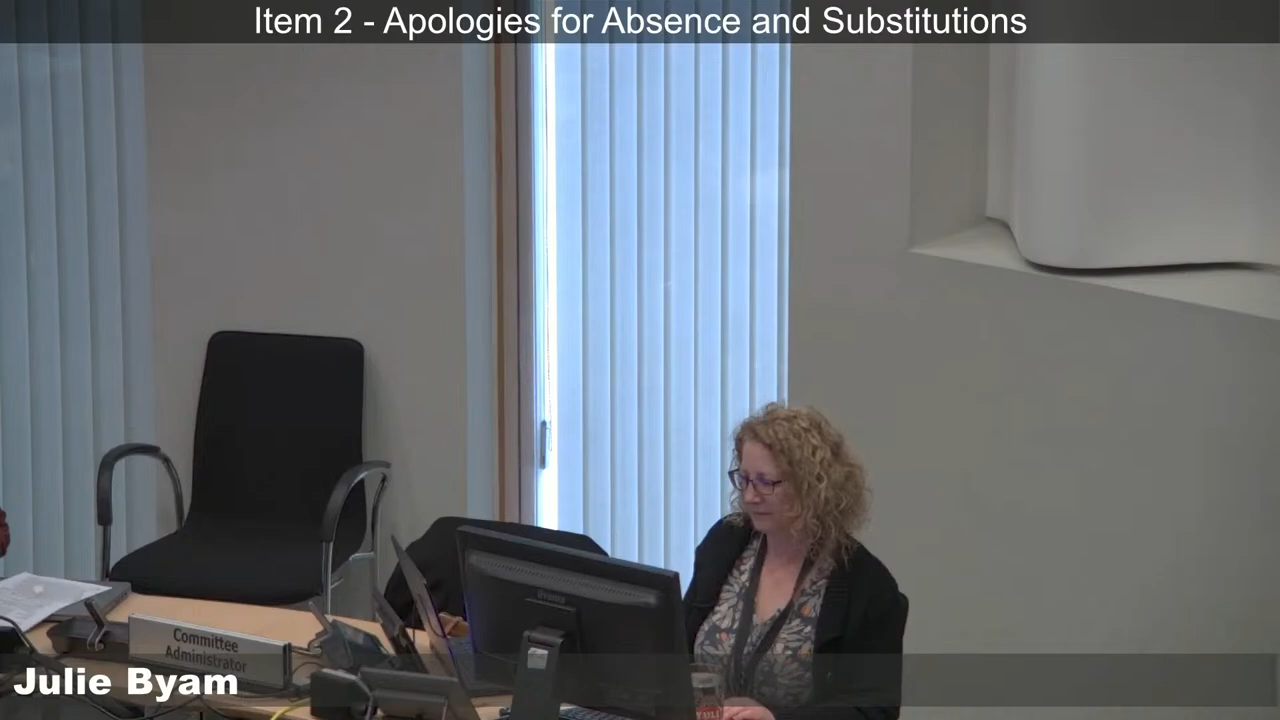 Item 2 - Apologies for Absence and Substitutions
Committee
Administrator
Julie Byam